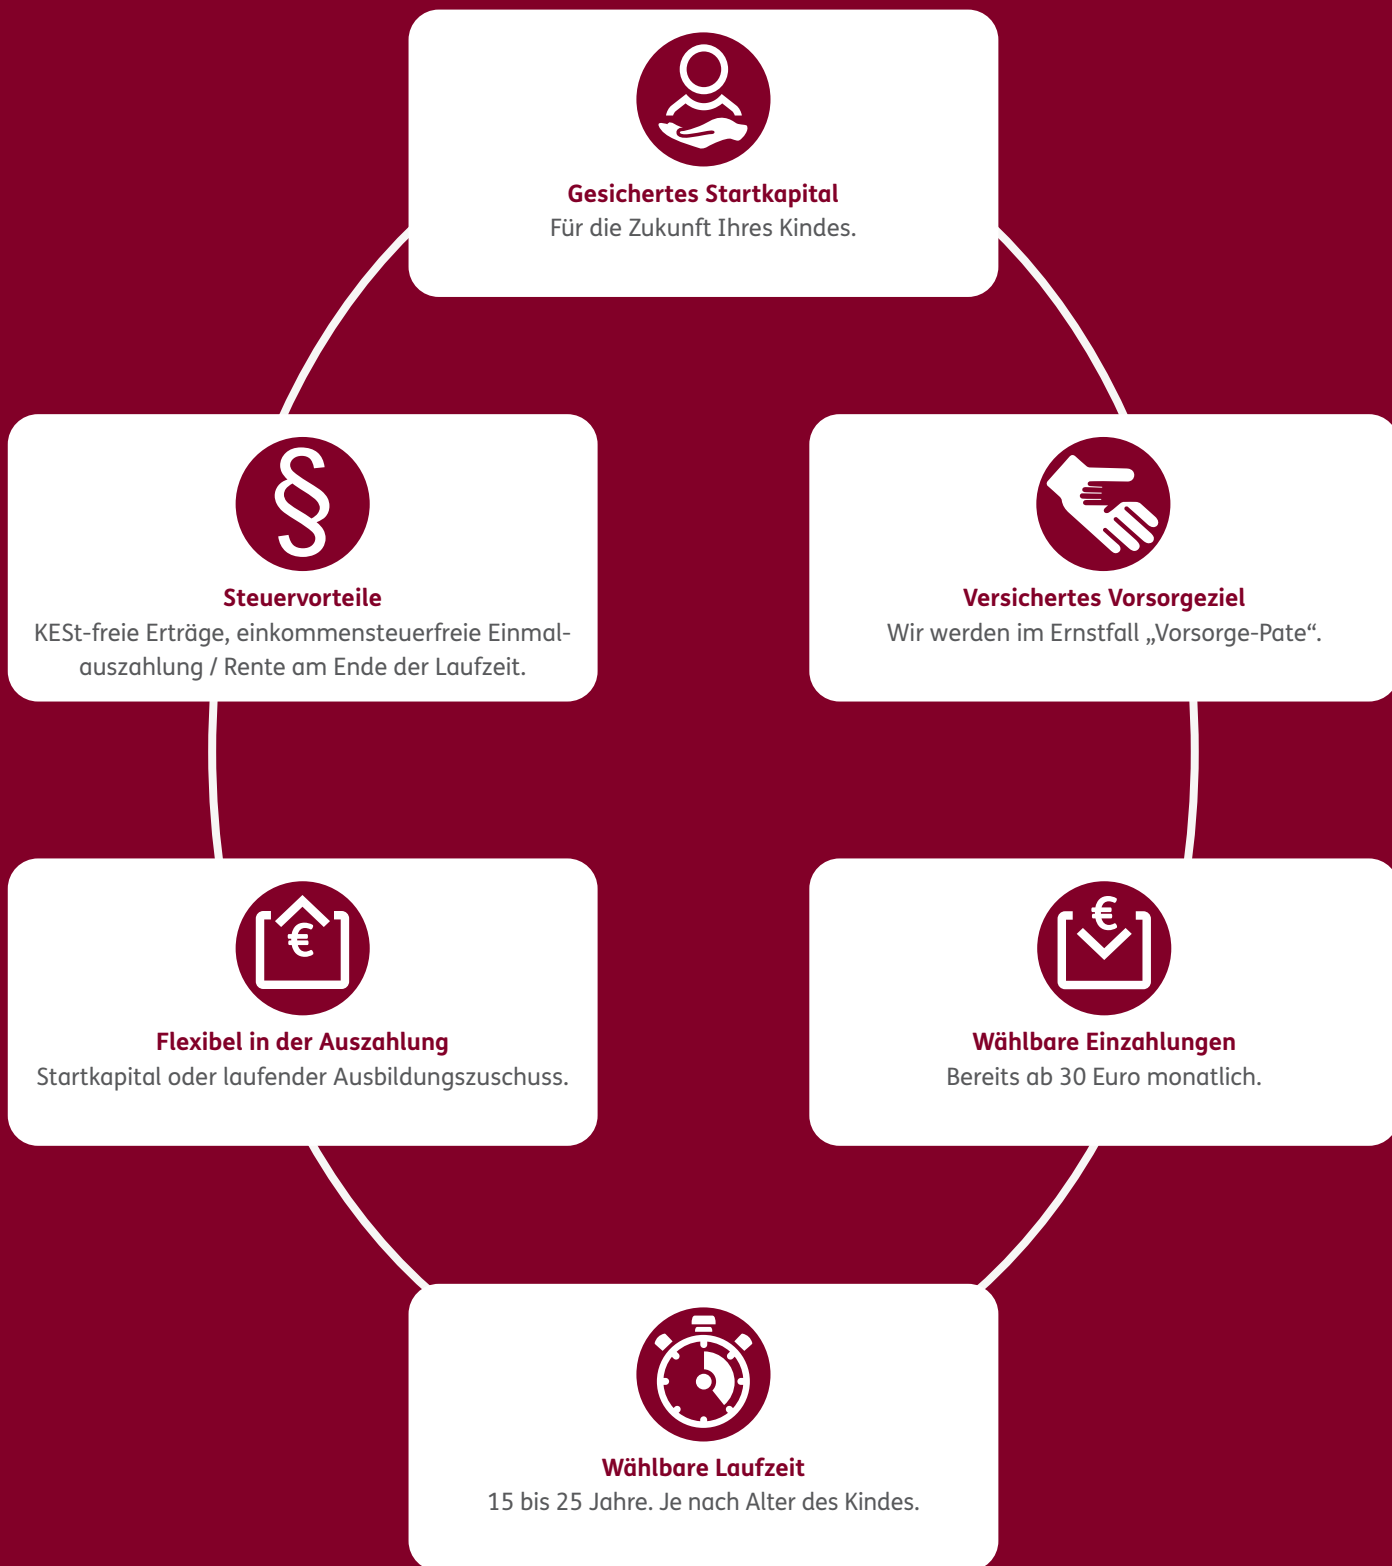 Gesichertes Startkapital
Für die Zukunft Ihres Kindes.
§
Steuervorteile
KESt-freie Erträge, einkommensteuerfreie Einmal-
auszahlung / Rente am Ende der Laufzeit.
Versichertes Vorsorgeziel
Wir werden im Ernstfall „Vorsorge-Pate“.
€
Flexibel in der Auszahlung
Startkapital oder laufender Ausbildungszuschuss.
€
Wählbare Einzahlungen
Bereits ab 30 Euro monatlich.
Wählbare Laufzeit
15 bis 25 Jahre. Je nach Alter des Kindes.